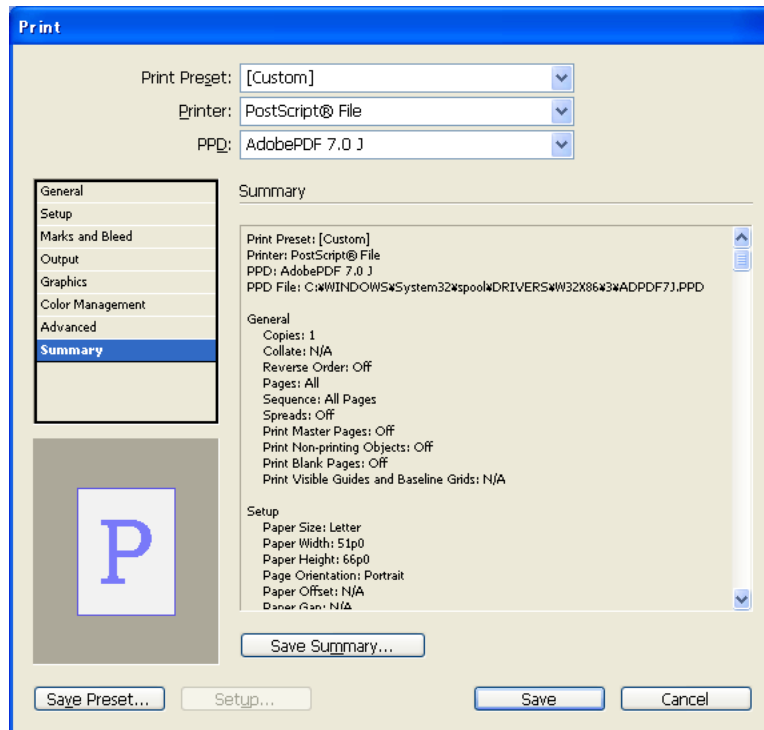 Print
Print Preset: [Custom]
Printer: PostScript® File
PPD: AdobePDF 7.0 J
General
Setup
Marks and Bleed
Output
Graphics
Color Management
Advanced
Summary
Summary
Print Preset: [Custom]
Printer: PostScript® File
PPD: AdobePDF 7.0 J
PPD File: C:¥WINDOWS¥System32¥spool¥DRIVERS¥W32X86¥3¥ADPDF7J.PPD
General
Copies: 1
Collate: N/A
Reverse Order: Off
Pages: All
Sequence: All Pages
Spreads: Off
Print Master Pages: Off
Print Non-printing Objects: Off
Print Blank Pages: Off
Print Visible Guides and Baseline Grids: N/A
Setup
Paper Size: Letter
Paper Width: 51p0
Paper Height: 66p0
Page Orientation: Portrait
Paper Offset: N/A
Paper Gap: N/A
P
Save Summary...
Save Preset...
Setup...
Save
Cancel